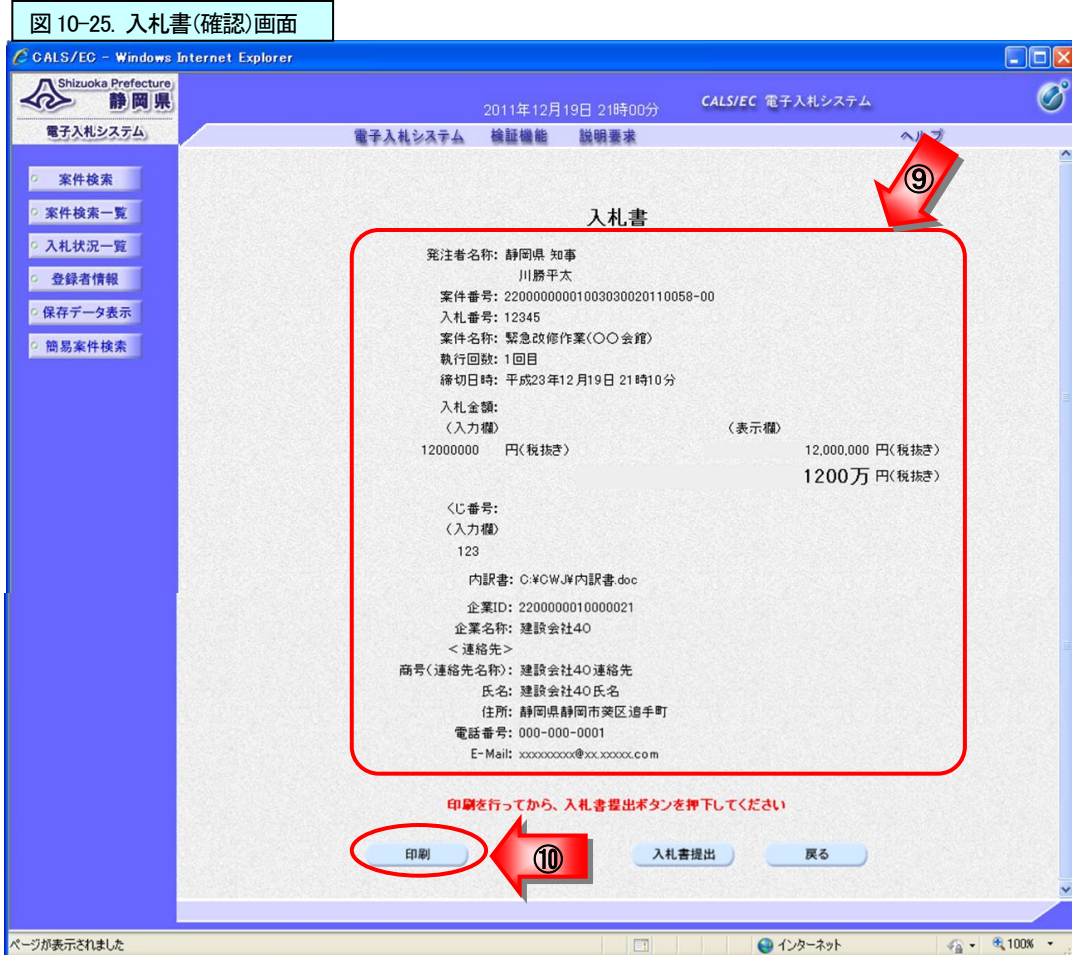 図 10-25. 入札書(確認)画面
CALS/EC - Windows Internet Explorer
Shizuoka Prefecture
静岡県
電子入札システム
2011年12月19日 21時00分
CALS/EC 電子入札システム
電子入札システム 検証機能 説明要求 ヘルプ
案件検索
案件検索一覧
入札状況一覧
登録者情報
保存データ表示
簡易案件検索
⑨
入札書
発注者名称: 静岡県 知事
川勝平太
案件番号: 22000000001003030020110058-00
入札番号: 12345
案件名称: 緊急改修作業(〇〇会館)
執行回数: 1回目
締切日時: 平成23年12月19日 21時10分
入札金額:
(入力欄) (表示欄)
12000000 円(税抜き) 12,000,000 円(税抜き)
1200万 円(税抜き)
くじ番号:
(入力欄)
123
内訳書: C:¥CWJ¥内訳書.doc
企業ID: 2200000010000021
企業名称: 建設会社40
<連絡先>
商号(連絡先名称): 建設会社40連絡先
氏名: 建設会社40氏名
住所: 静岡県静岡市葵区追手町
電話番号: 000-000-0001
E-Mail: xxxxxxxxx@xx.xxxxx.com
印刷を行ってから、入札書提出ボタンを押下してください
印刷 ⑩ 入札書提出 戻る
ページが表示されました インターネット 100%